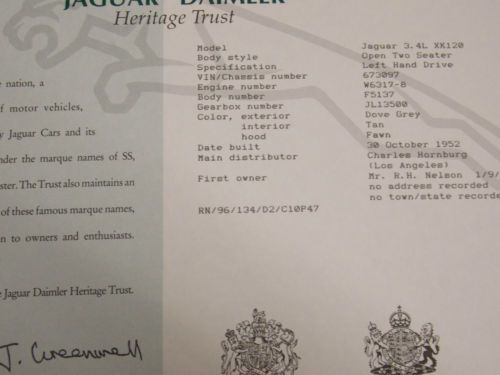 JAGUAR DAIMLER
Heritage Trust
e nation, a
of motor vehicles,
y Jaguar Cars and its
nder the marque names of SS,
ster. The Trust also maintains an
of these famous marque names,
n to owners and enthusiasts.
e Jaguar Daimler Heritage Trust.
J. Greenwell
Model Jaguar 3.4L XK120
Body style Open Two Seater
Specification Left Hand Drive
VIN/Chassis number 673097
Engine number W6317-8
Body number F5137
Gearbox number JL13500
Color, exterior Dove Grey
interior Tan
hood Fawn
Date built 30 October 1952
Main distributor Charles Hornburg
(Los Angeles)
First owner Mr. R.H. Nelson 1/9/
no address recorded
no town/state recorde
RN/96/134/D2/C10P47